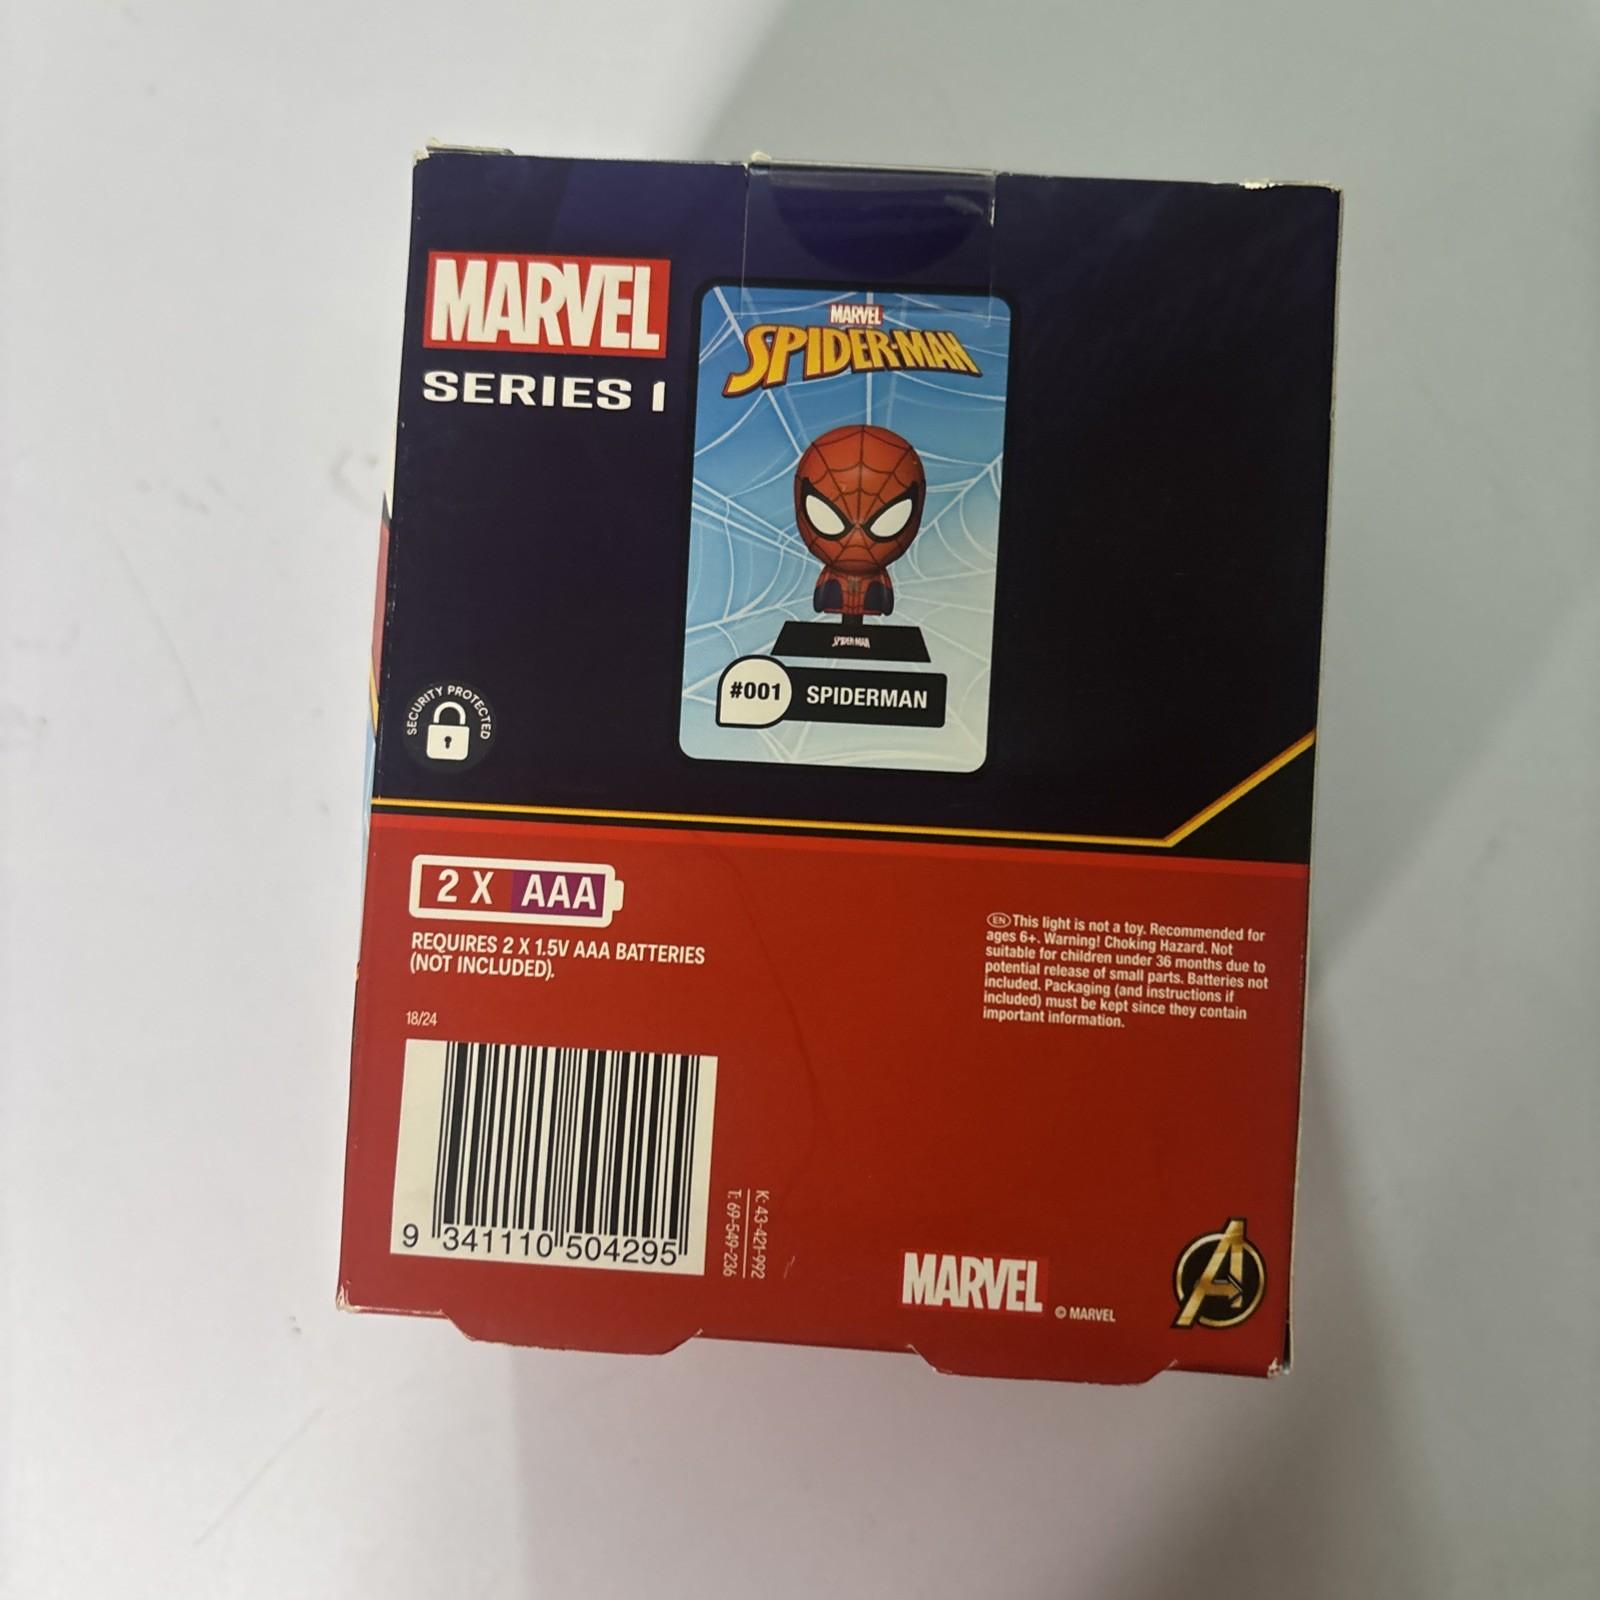 MARVEL
SERIES 1
MARVEL
SPIDER-MAN
SPIDER-MAN
#001 SPIDERMAN
SECURITY PROTECTED
2 X AAA
REQUIRES 2 X 1.5V AAA BATTERIES
(NOT INCLUDED).
18/24
EN This light is not a toy. Recommended for
ages 6+. Warning! Choking Hazard. Not
suitable for children under 36 months due to
potential release of small parts. Batteries not
included. Packaging (and instructions if
included) must be kept since they contain
important information.
9 341110 504295
K: 43-421-992
T: 69-549-236
MARVEL
© MARVEL